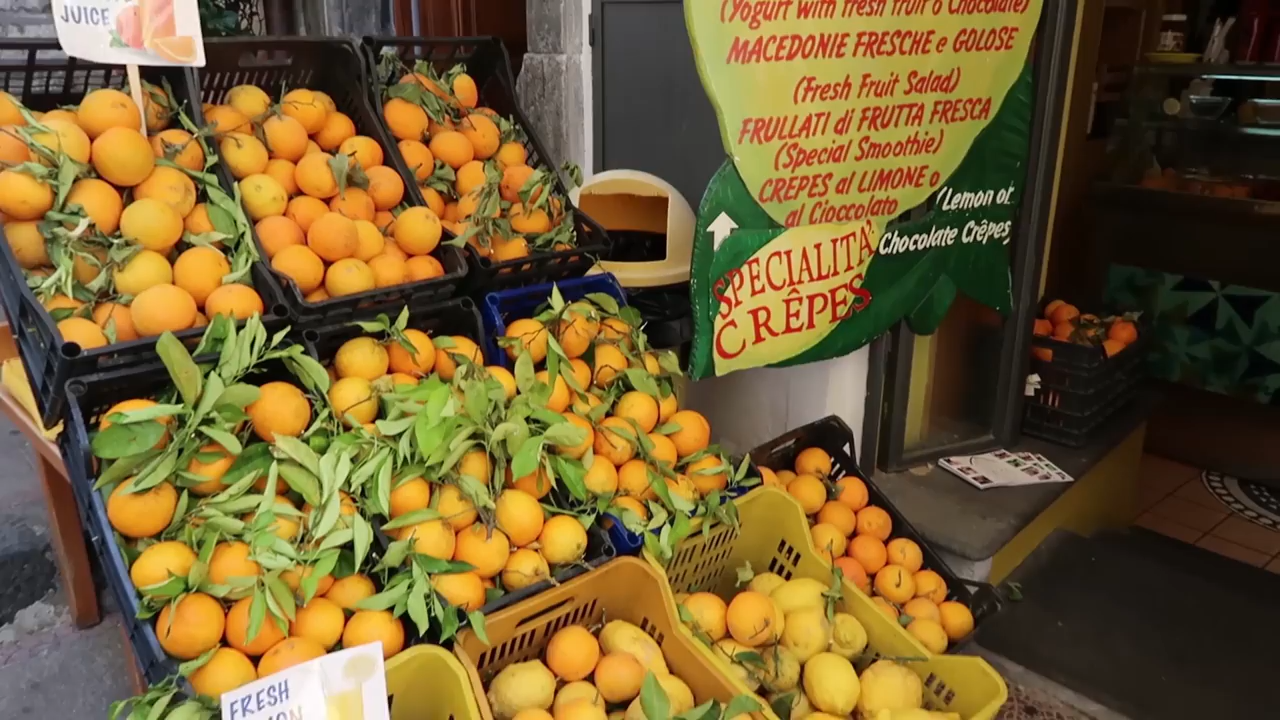 JUICE
(Yogurt with fresh fruit o Chocolate)
MACEDONIE FRESCHE e GOLOSE
(Fresh Fruit Salad)
FRULLATI di FRUTTA FRESCA
(Special Smoothie)
CREPES al LIMONE o
al Cioccolato
(Lemon or
Chocolate Crêpes
SPECIALITÀ
CRÊPES
FRESH